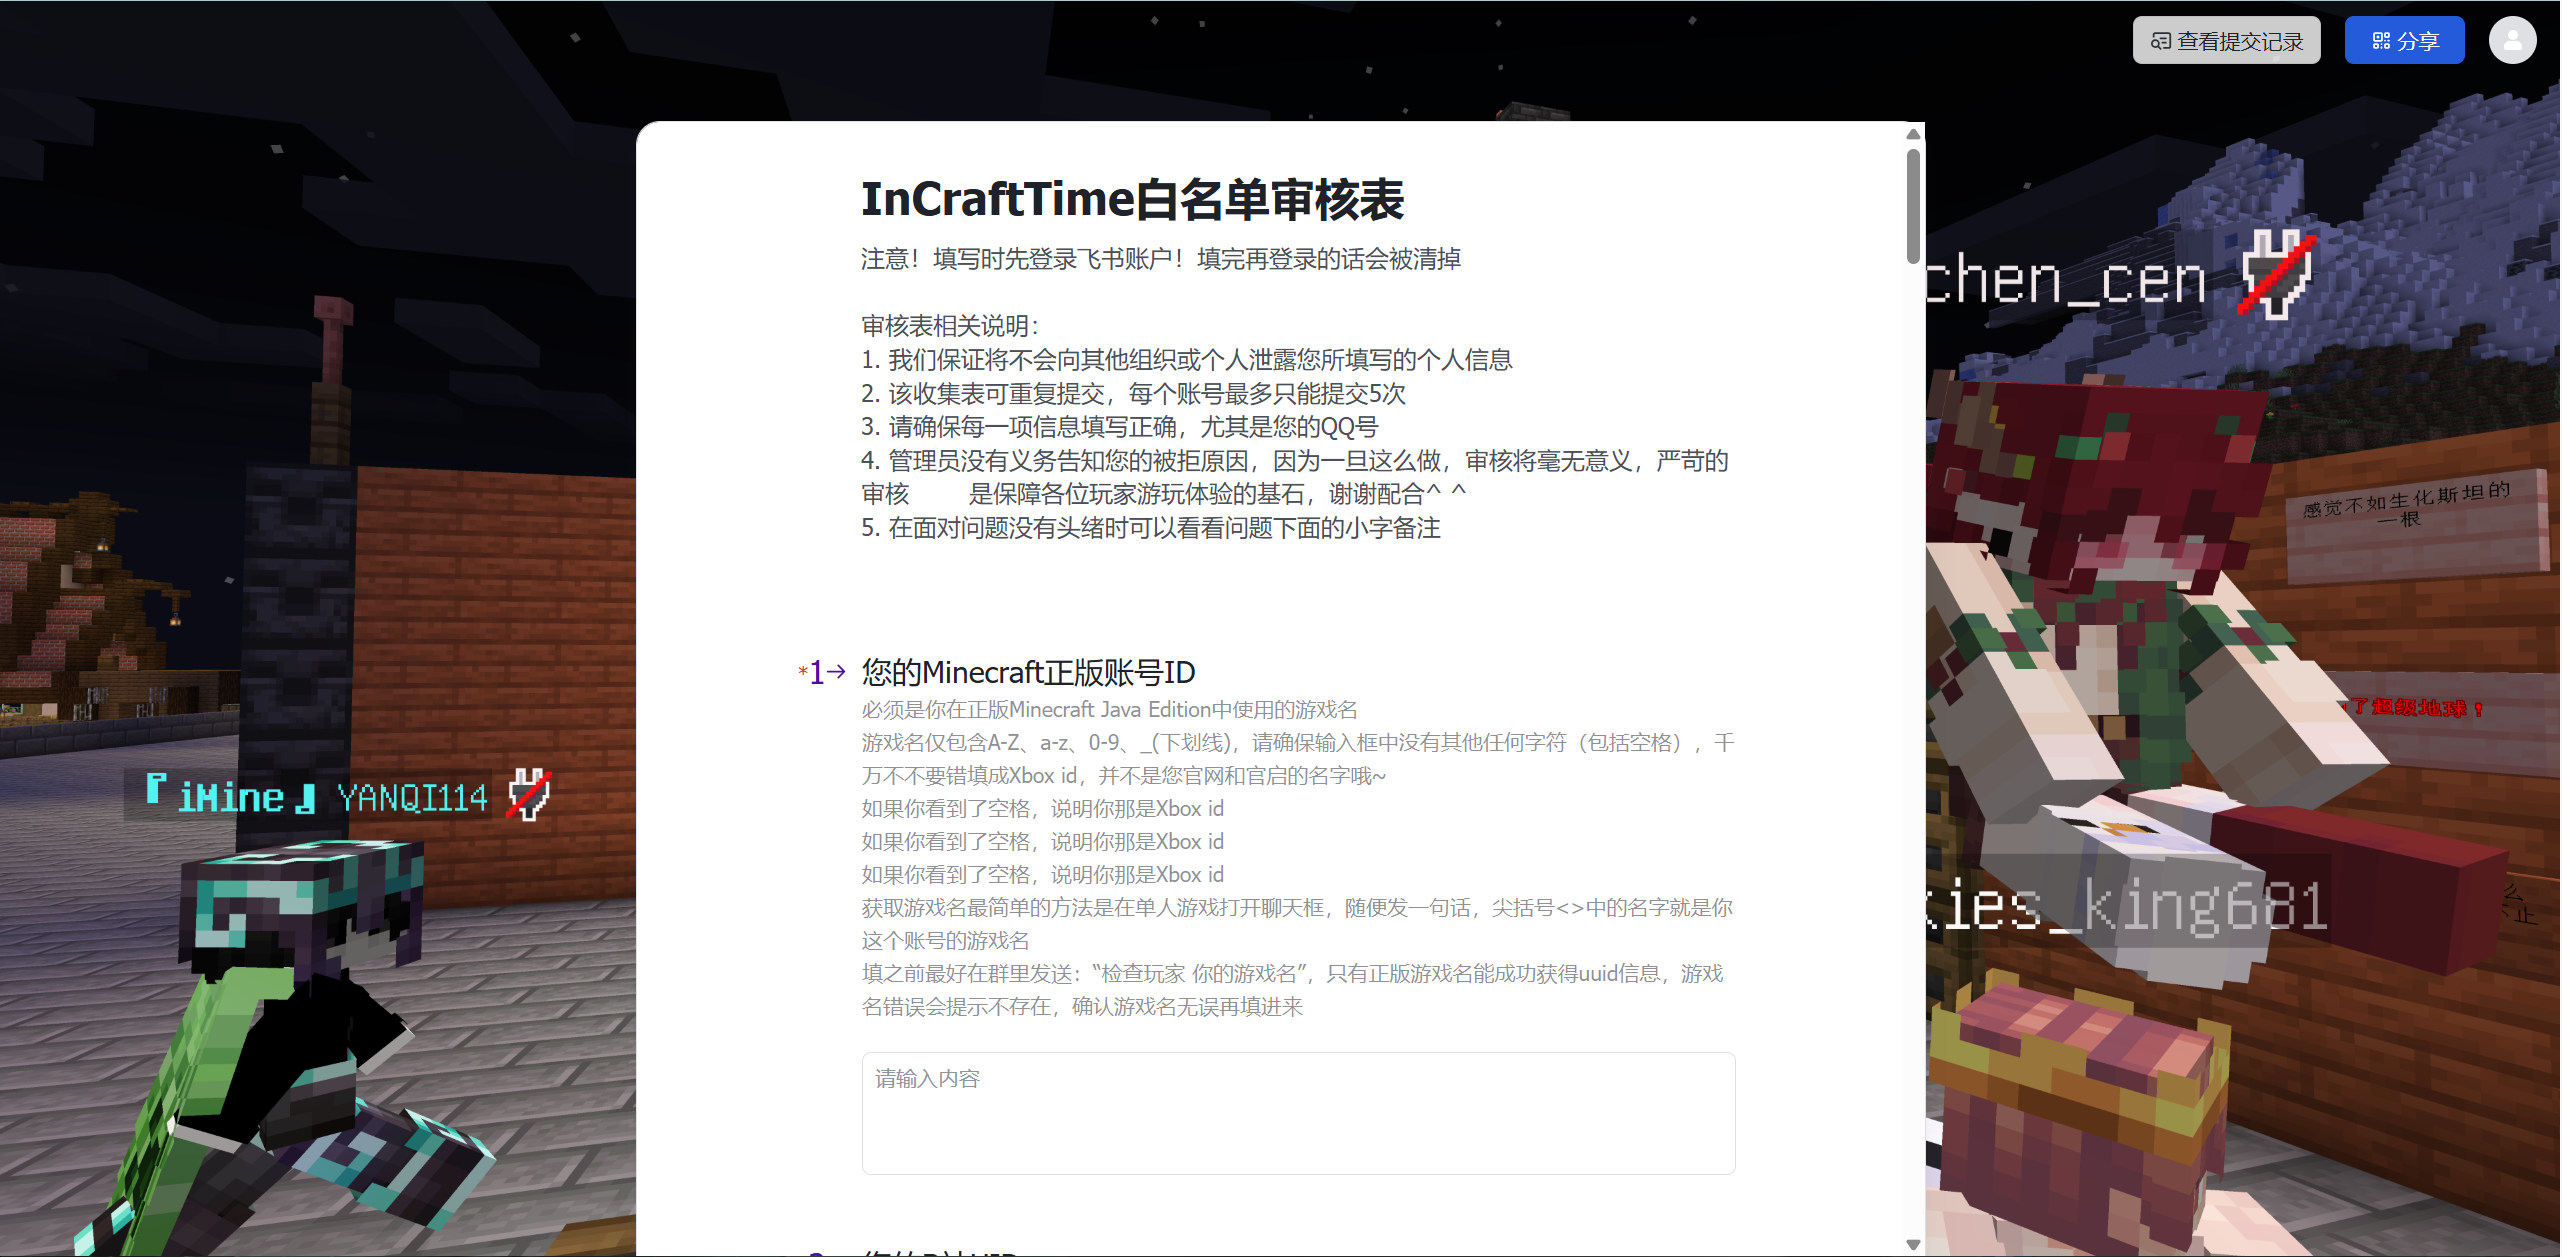 查看提交记录
分享
InCraftTime白名单审核表
注意！填写时先登录飞书账户！填完再登录的话会被清掉
审核表相关说明：
1. 我们保证将不会向其他组织或个人泄露您所填写的个人信息
2. 该收集表可重复提交，每个账号最多只能提交5次
3. 请确保每一项信息填写正确，尤其是您的QQ号
4. 管理员没有义务告知您的被拒原因，因为一旦这么做，审核将毫无意义，严苛的
审核 是保障各位玩家游玩体验的基石，谢谢配合^ ^
5. 在面对问题没有头绪时可以看看问题下面的小字备注
*1→ 您的Minecraft正版账号ID
必须是你在正版Minecraft Java Edition中使用的游戏名
游戏名仅包含A-Z、a-z、0-9、_(下划线)，请确保输入框中没有其他任何字符（包括空格），千
万不不要错填成Xbox id，并不是您官网和官启的名字哦~
如果你看到了空格，说明你那是Xbox id
如果你看到了空格，说明你那是Xbox id
如果你看到了空格，说明你那是Xbox id
获取游戏名最简单的方法是在单人游戏打开聊天框，随便发一句话，尖括号<>中的名字就是你
这个账号的游戏名
填之前最好在群里发送：“检查玩家 你的游戏名”，只有正版游戏名能成功获得uuid信息，游戏
名错误会提示不存在，确认游戏名无误再填进来
请输入内容
『iMine』YANQI114
chen_cen
感觉不如生化斯坦的
一根
了超级地球！
ies_king681